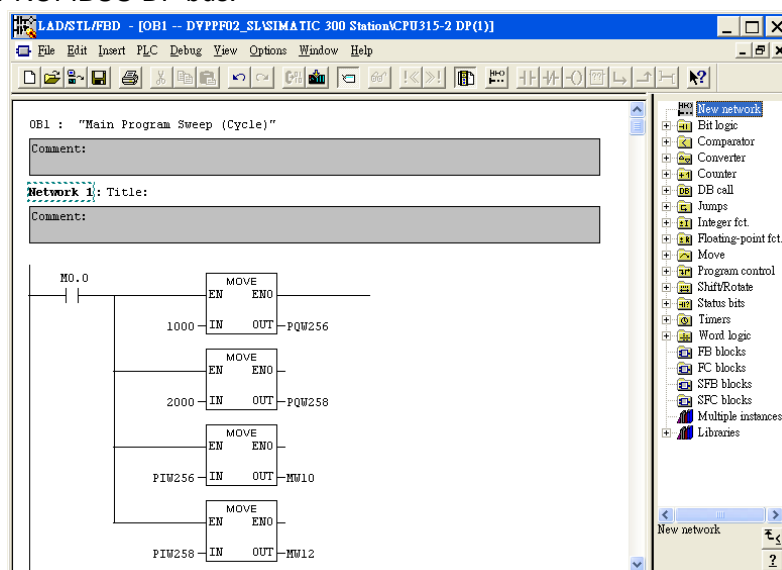 PROFIBUS DP bus.
LAD/STL/FBD - [OB1 -- DVPPF02_SL\SIMATIC 300 Station\CPU315-2 DP(1)]
File Edit Insert PLC Debug View Options Window Help
OB1 : "Main Program Sweep (Cycle)"
Comment:
Network 1: Title:
Comment:
M0.0
MOVE
EN ENO
1000 IN OUT PQW256
MOVE
EN ENO
2000 IN OUT PQW258
MOVE
EN ENO
PIW256 IN OUT MW10
MOVE
EN ENO
PIW258 IN OUT MW12
New network
Bit logic
Comparator
Converter
Counter
DB call
Jumps
Integer fct.
Floating-point fct.
Move
Program control
Shift/Rotate
Status bits
Timers
Word logic
FB blocks
FC blocks
SFB blocks
SFC blocks
Multiple instances
Libraries
New network